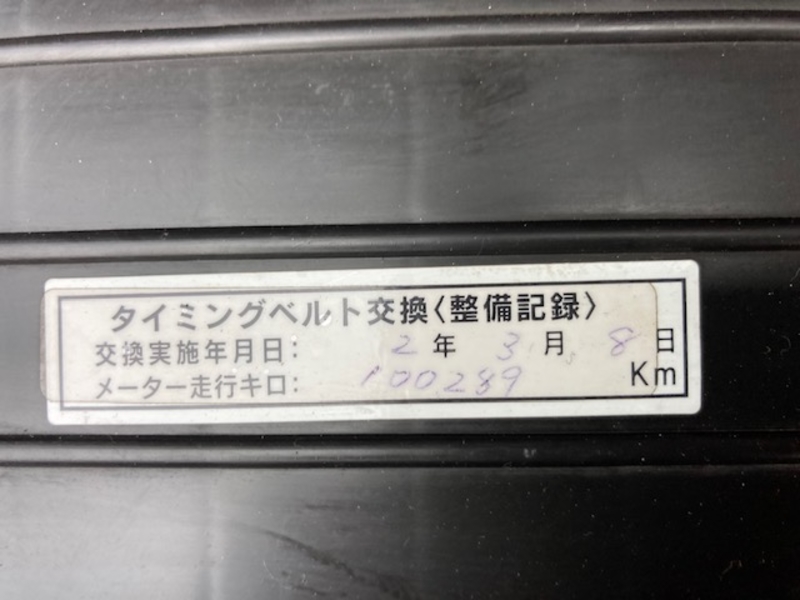 タイミングベルト交換〈整備記録〉
交換実施年月日: 2年 3月 8日
メーター走行キロ: 100289 Km